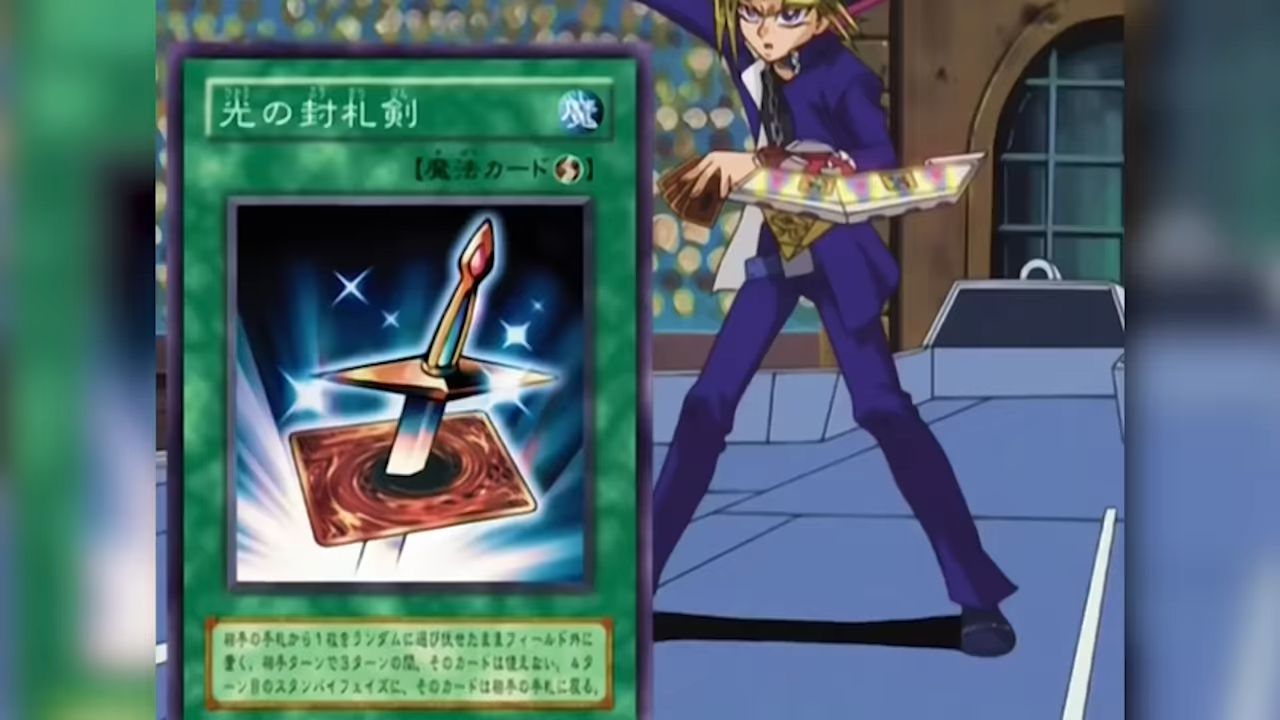 光の封札剣
魔
【魔法カード】
相手の手札から1枚をランダムに選び伏せたままフィールド外に
置く。相手ターンで3ターンの間、そのカードは使えない。4タ
ーン目のスタンバイフェイズに、そのカードは相手の手札に戻る。